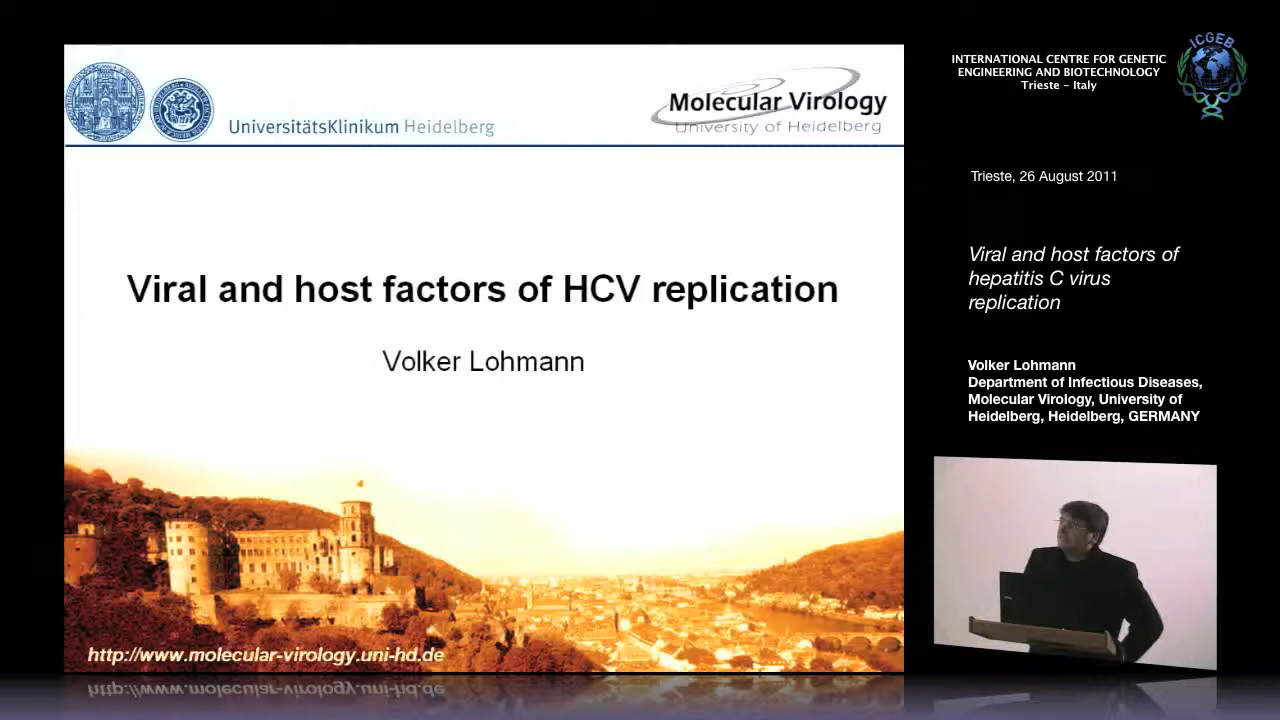 UniversitätsKlinikum Heidelberg
Molecular Virology
University of Heidelberg
Viral and host factors of HCV replication
Volker Lohmann
http://www.molecular-virology.uni-hd.de
INTERNATIONAL CENTRE FOR GENETIC
ENGINEERING AND BIOTECHNOLOGY
Trieste - Italy
ICGEB
Trieste, 26 August 2011
Viral and host factors of
hepatitis C virus
replication
Volker Lohmann
Department of Infectious Diseases,
Molecular Virology, University of
Heidelberg, Heidelberg, GERMANY